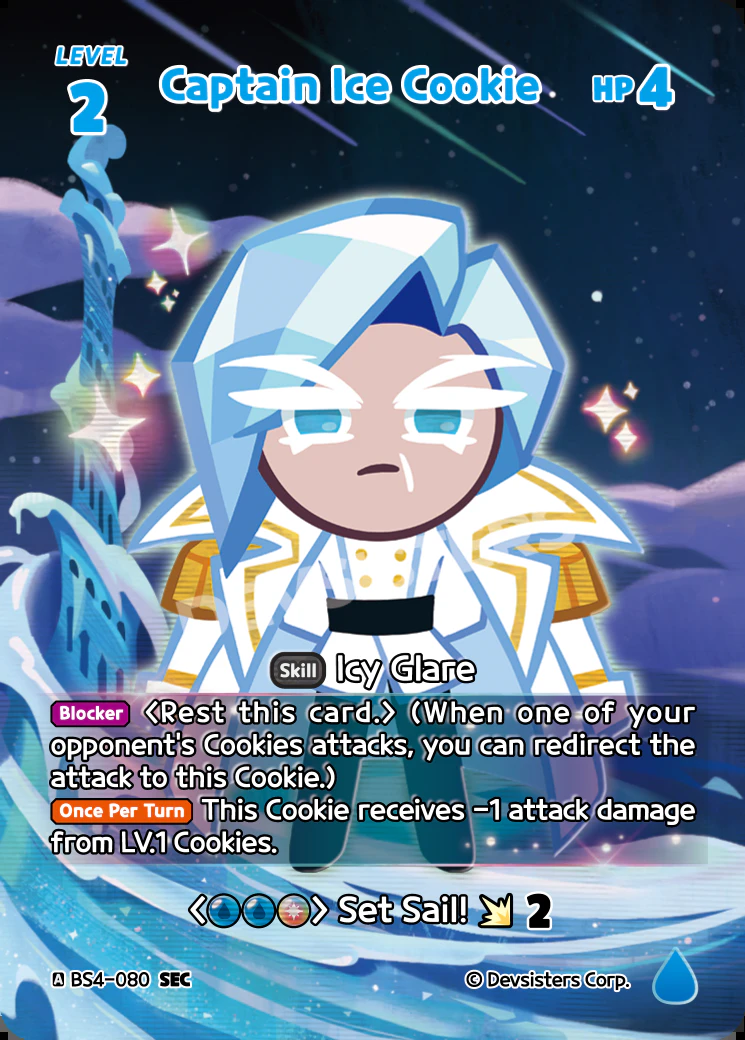 LEVEL
2
Captain Ice Cookie
HP 4
Skill Icy Glare
Blocker <Rest this card.> (When one of your
opponent's Cookies attacks, you can redirect the
attack to this Cookie.)
Once Per Turn This Cookie receives -1 attack damage
from LV.1 Cookies.
< > Set Sail! 2
A BS4-080 SEC
© Devsisters Corp.